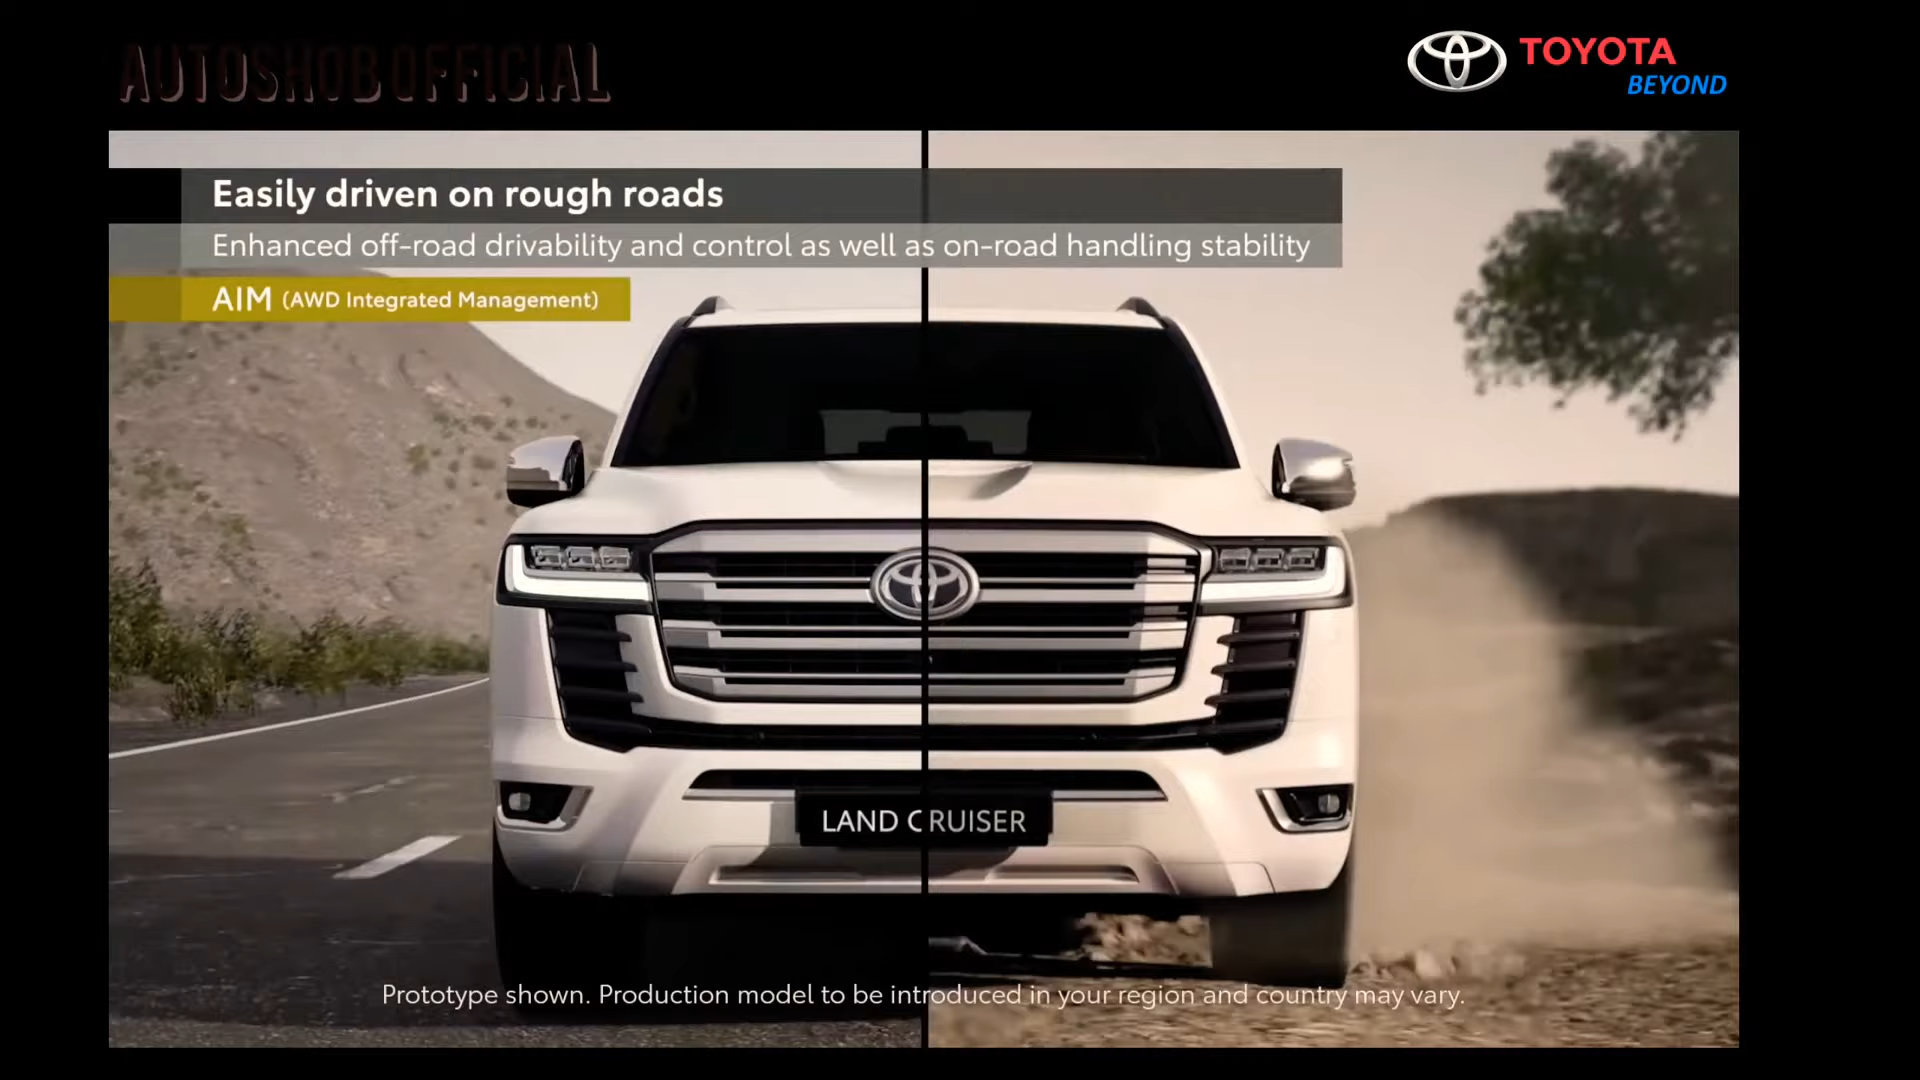 AUTOSHOB OFFICIAL
TOYOTA
BEYOND
Easily driven on rough roads
Enhanced off-road drivability and control as well as on-road handling stability
AIM (AWD Integrated Management)
LAND CRUISER
Prototype shown. Production model to be introduced in your region and country may vary.